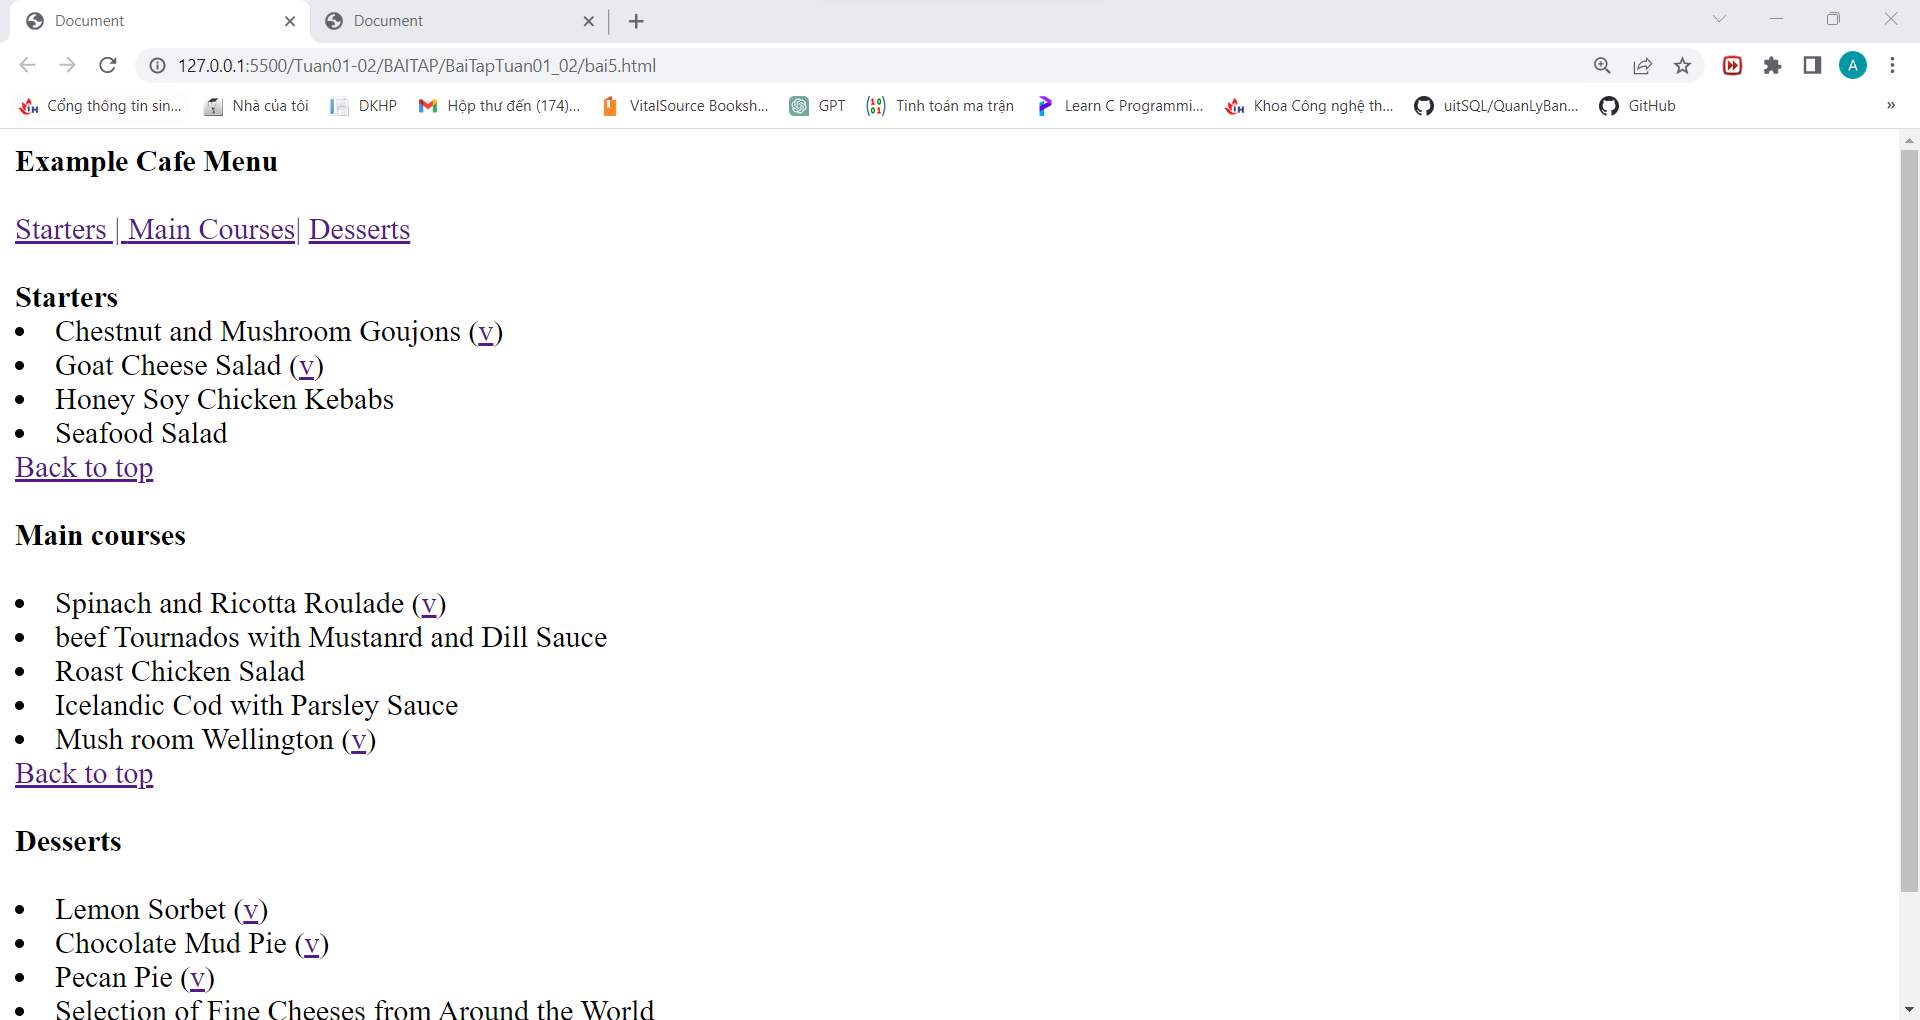 Document
Document
127.0.0.1:5500/Tuan01-02/BAITAP/BaiTapTuan01_02/bai5.html
A
Cổng thông tin sin...
Nhà của tôi
DKHP
Hộp thư đến (174)...
VitalSource Booksh...
GPT
Tinh toán ma trận
Learn C Programmi...
Khoa Công nghệ th...
uitSQL/QuanLyBan...
GitHub
»
Example Cafe Menu
Starters | Main Courses| Desserts
Starters
• Chestnut and Mushroom Goujons (v)
• Goat Cheese Salad (v)
• Honey Soy Chicken Kebabs
• Seafood Salad
Back to top
Main courses
• Spinach and Ricotta Roulade (v)
• beef Tournados with Mustanrd and Dill Sauce
• Roast Chicken Salad
• Icelandic Cod with Parsley Sauce
• Mush room Wellington (v)
Back to top
Desserts
• Lemon Sorbet (v)
• Chocolate Mud Pie (v)
• Pecan Pie (v)
• Selection of Fine Cheeses from Around the World